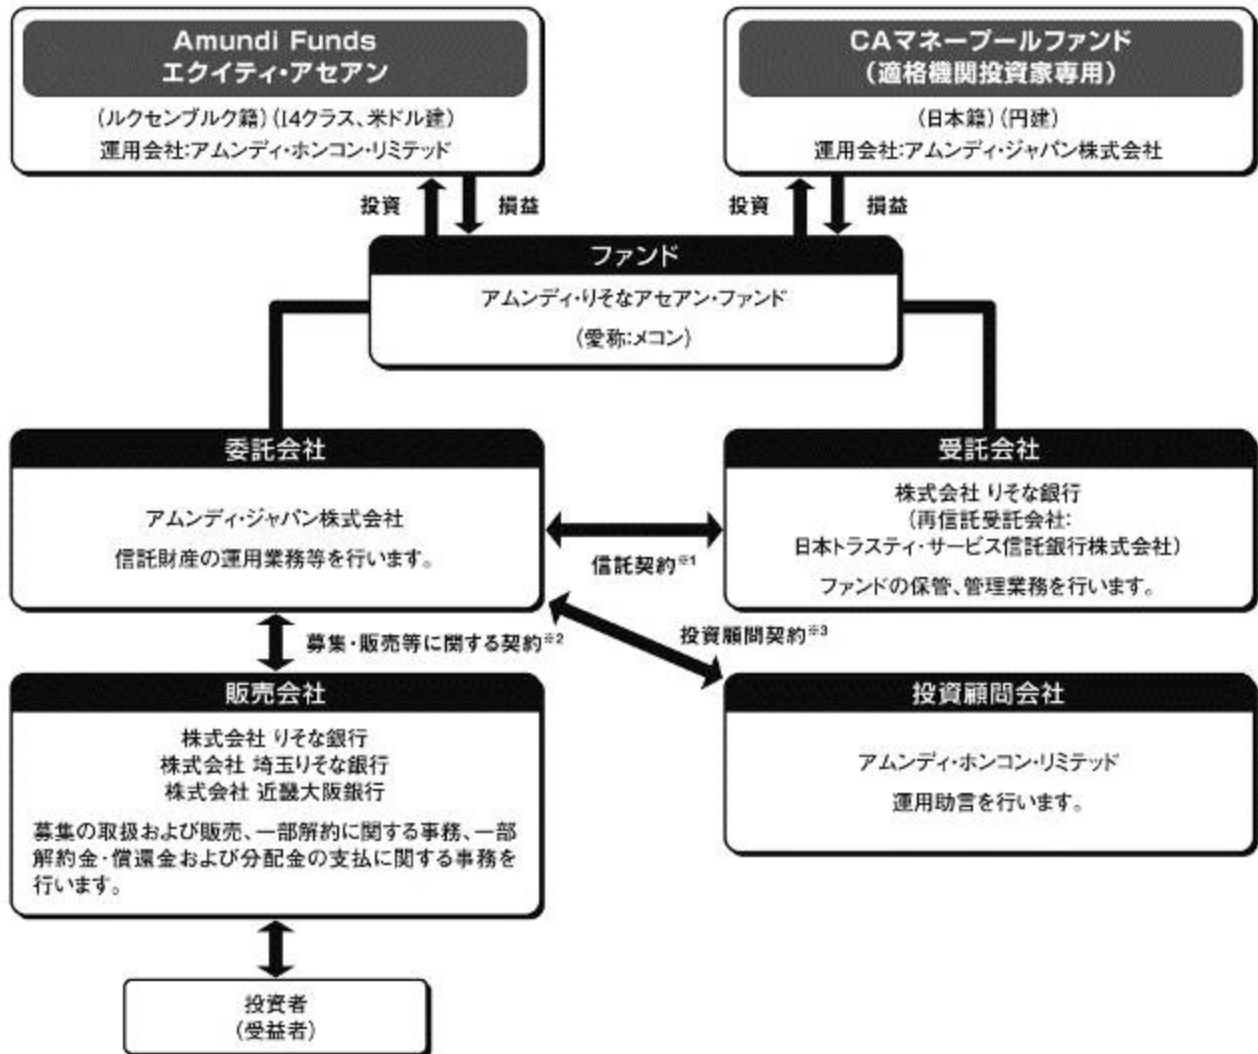 Amundi Funds
エクイティ・アセアン
(ルクセンブルク籍)(I4クラス、米ドル建)
運用会社:アムンディ・ホンコン・リミテッド
CAマネープールファンド
(適格機関投資家専用)
(日本籍)(円建)
運用会社:アムンディ・ジャパン株式会社
投資
損益
投資
損益
ファンド
アムンディ・りそなアセアン・ファンド
(愛称:メコン)
委託会社
アムンディ・ジャパン株式会社
信託財産の運用業務等を行います。
信託契約※1
受託会社
株式会社 りそな銀行
(再信託受託会社:
日本トラスティ・サービス信託銀行株式会社)
ファンドの保管、管理業務を行います。
募集・販売等に関する契約※2
投資顧問契約※3
販売会社
株式会社 りそな銀行
株式会社 埼玉りそな銀行
株式会社 近畿大阪銀行
募集の取扱および販売、一部解約に関する事務、一部
解約金・償還金および分配金の支払に関する事務を
行います。
投資顧問会社
アムンディ・ホンコン・リミテッド
運用助言を行います。
投資者
(受益者)